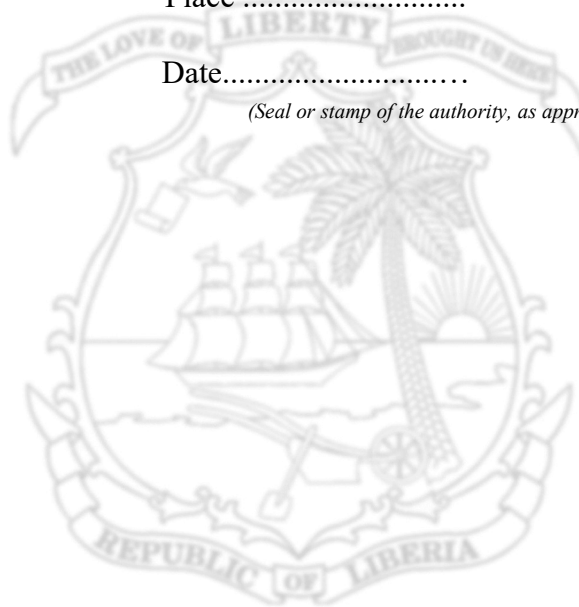 Place ............................
THE LOVE OF LIBERTY BROUGHT US HERE
Date..............................
(Seal or stamp of the authority, as appr
REPUBLIC OF LIBERIA